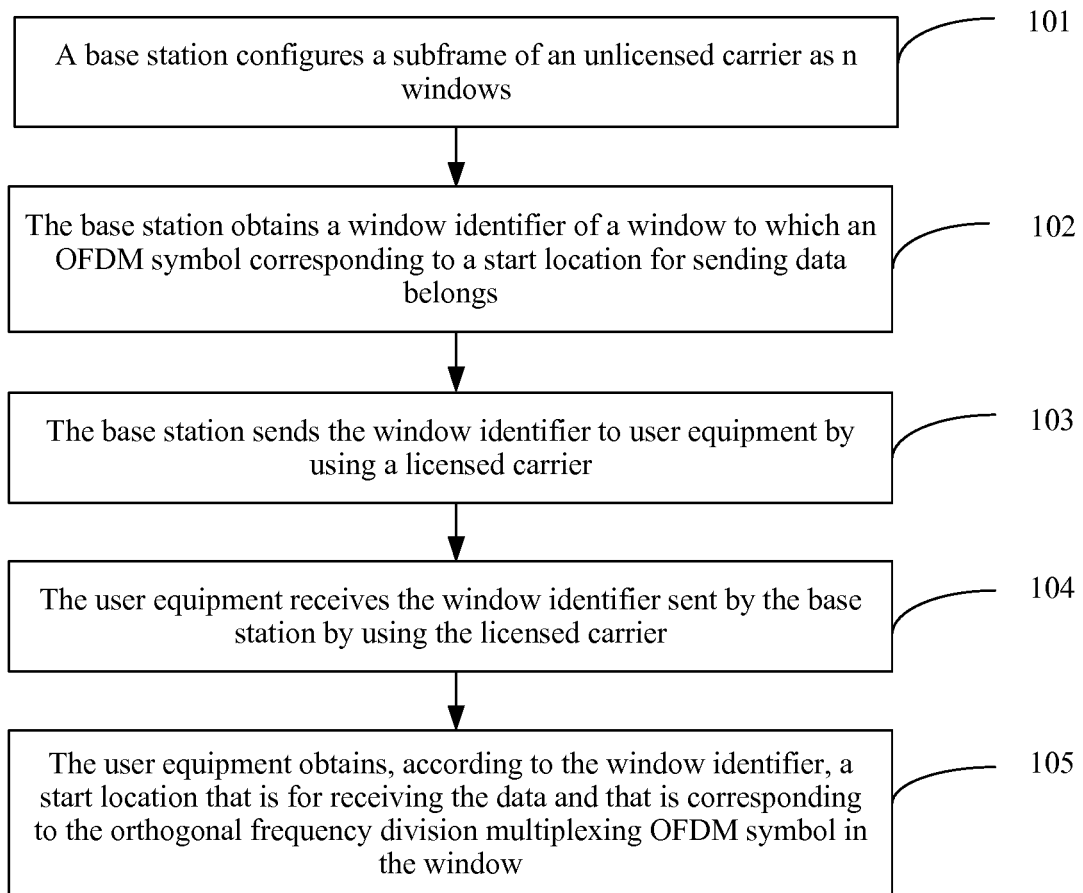 A base station configures a subframe of an unlicensed carrier as n
windows
101
The base station obtains a window identifier of a window to which an
OFDM symbol corresponding to a start location for sending data
belongs
102
The base station sends the window identifier to user equipment by
using a licensed carrier
103
The user equipment receives the window identifier sent by the base
station by using the licensed carrier
104
The user equipment obtains, according to the window identifier, a
start location that is for receiving the data and that is corresponding
to the orthogonal frequency division multiplexing OFDM symbol in
the window
105